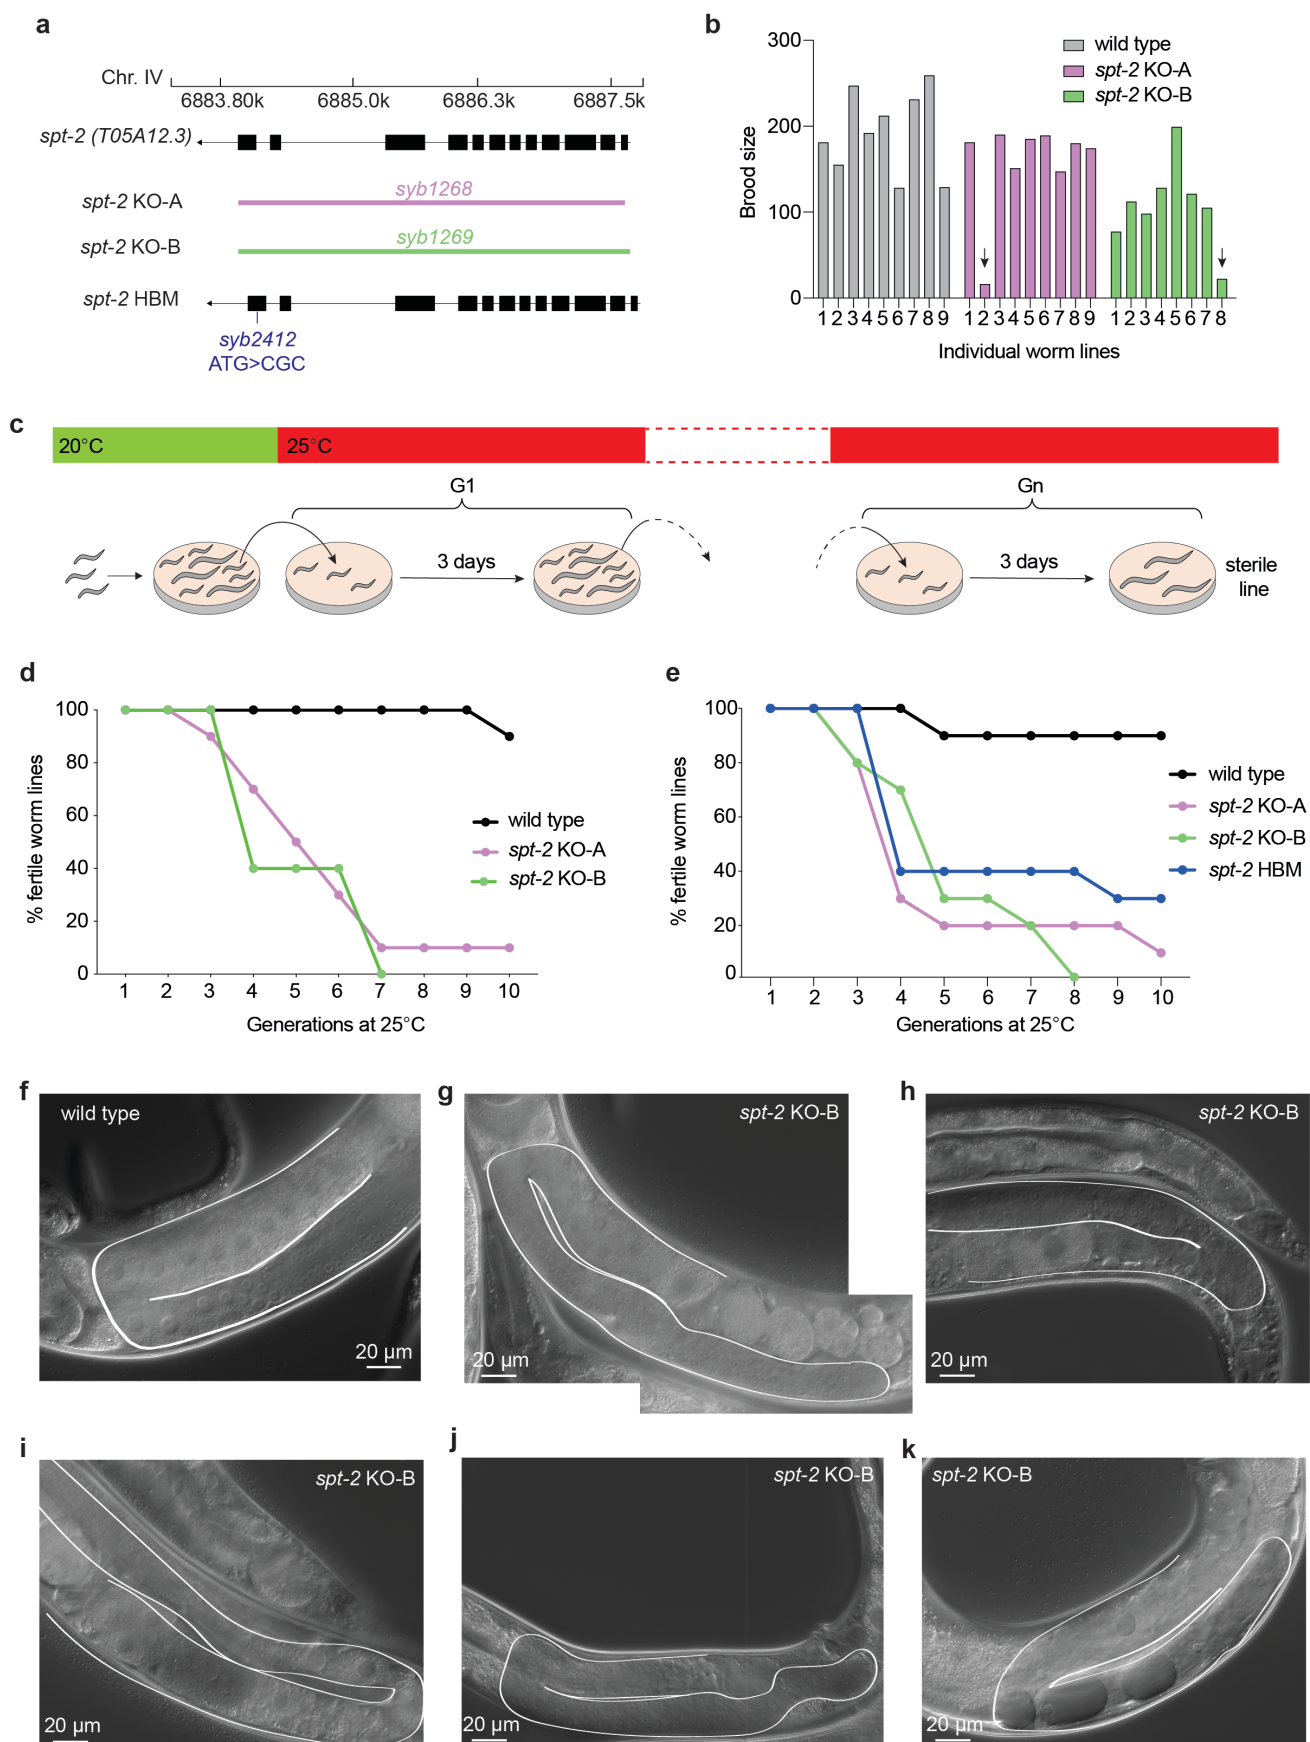 a
Chr. IV
6883.80k 6885.0k 6886.3k 6887.5k
spt-2 (T05A12.3)
syb1268
spt-2 KO-A
syb1269
spt-2 KO-B
spt-2 HBM
syb2412
ATG>CGC
b
300
200
100
0
Brood size
wild type
spt-2 KO-A
spt-2 KO-B
1 2 3 4 5 6 7 8 9 1 2 3 4 5 6 7 8 9 1 2 3 4 5 6 7 8
Individual worm lines
c
20°C 25°C
G1 Gn
3 days 3 days
sterile
line
d
100
80
60
40
20
0
% fertile worm lines
wild type
spt-2 KO-A
spt-2 KO-B
1 2 3 4 5 6 7 8 9 10
Generations at 25°C
e
100
80
60
40
20
0
% fertile worm lines
wild type
spt-2 KO-A
spt-2 KO-B
spt-2 HBM
1 2 3 4 5 6 7 8 9 10
Generations at 25°C
f
wild type
20 µm
g
spt-2 KO-B
20 µm
h
spt-2 KO-B
20 µm
i
spt-2 KO-B
20 µm
j
spt-2 KO-B
20 µm
k
spt-2 KO-B
20 µm